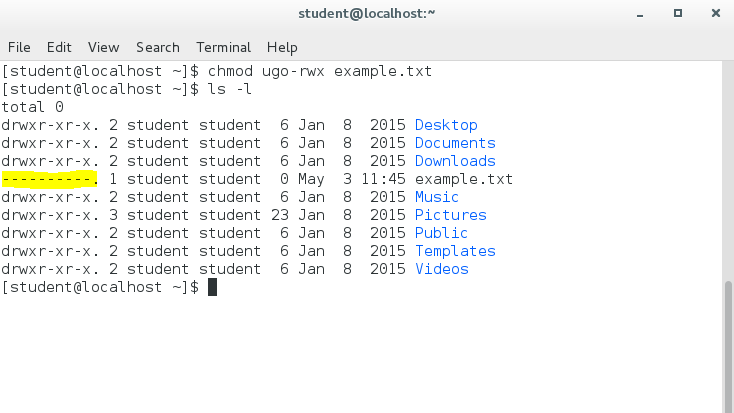 student@localhost:~
File Edit View Search Terminal Help
[student@localhost ~]$ chmod ugo-rwx example.txt
[student@localhost ~]$ ls -l
total 0
drwxr-xr-x. 2 student student  6 Jan  8  2015 Desktop
drwxr-xr-x. 2 student student  6 Jan  8  2015 Documents
drwxr-xr-x. 2 student student  6 Jan  8  2015 Downloads
----------. 1 student student  0 May  3 11:45 example.txt
drwxr-xr-x. 2 student student  6 Jan  8  2015 Music
drwxr-xr-x. 3 student student 23 Jan  8  2015 Pictures
drwxr-xr-x. 2 student student  6 Jan  8  2015 Public
drwxr-xr-x. 2 student student  6 Jan  8  2015 Templates
drwxr-xr-x. 2 student student  6 Jan  8  2015 Videos
[student@localhost ~]$